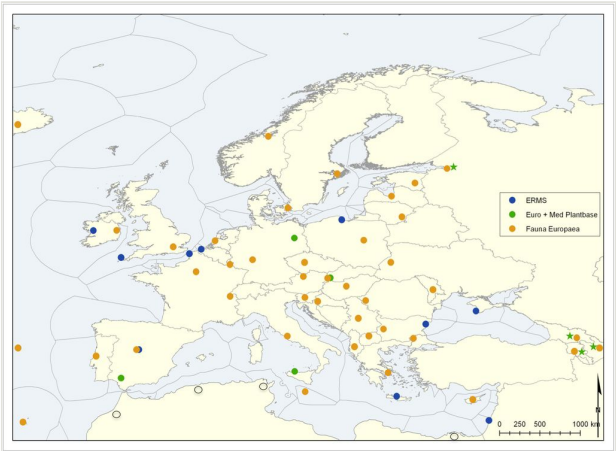 ERMS
Euro + Med Plantbase
Fauna Europaea
N
0 250 500 1000 km